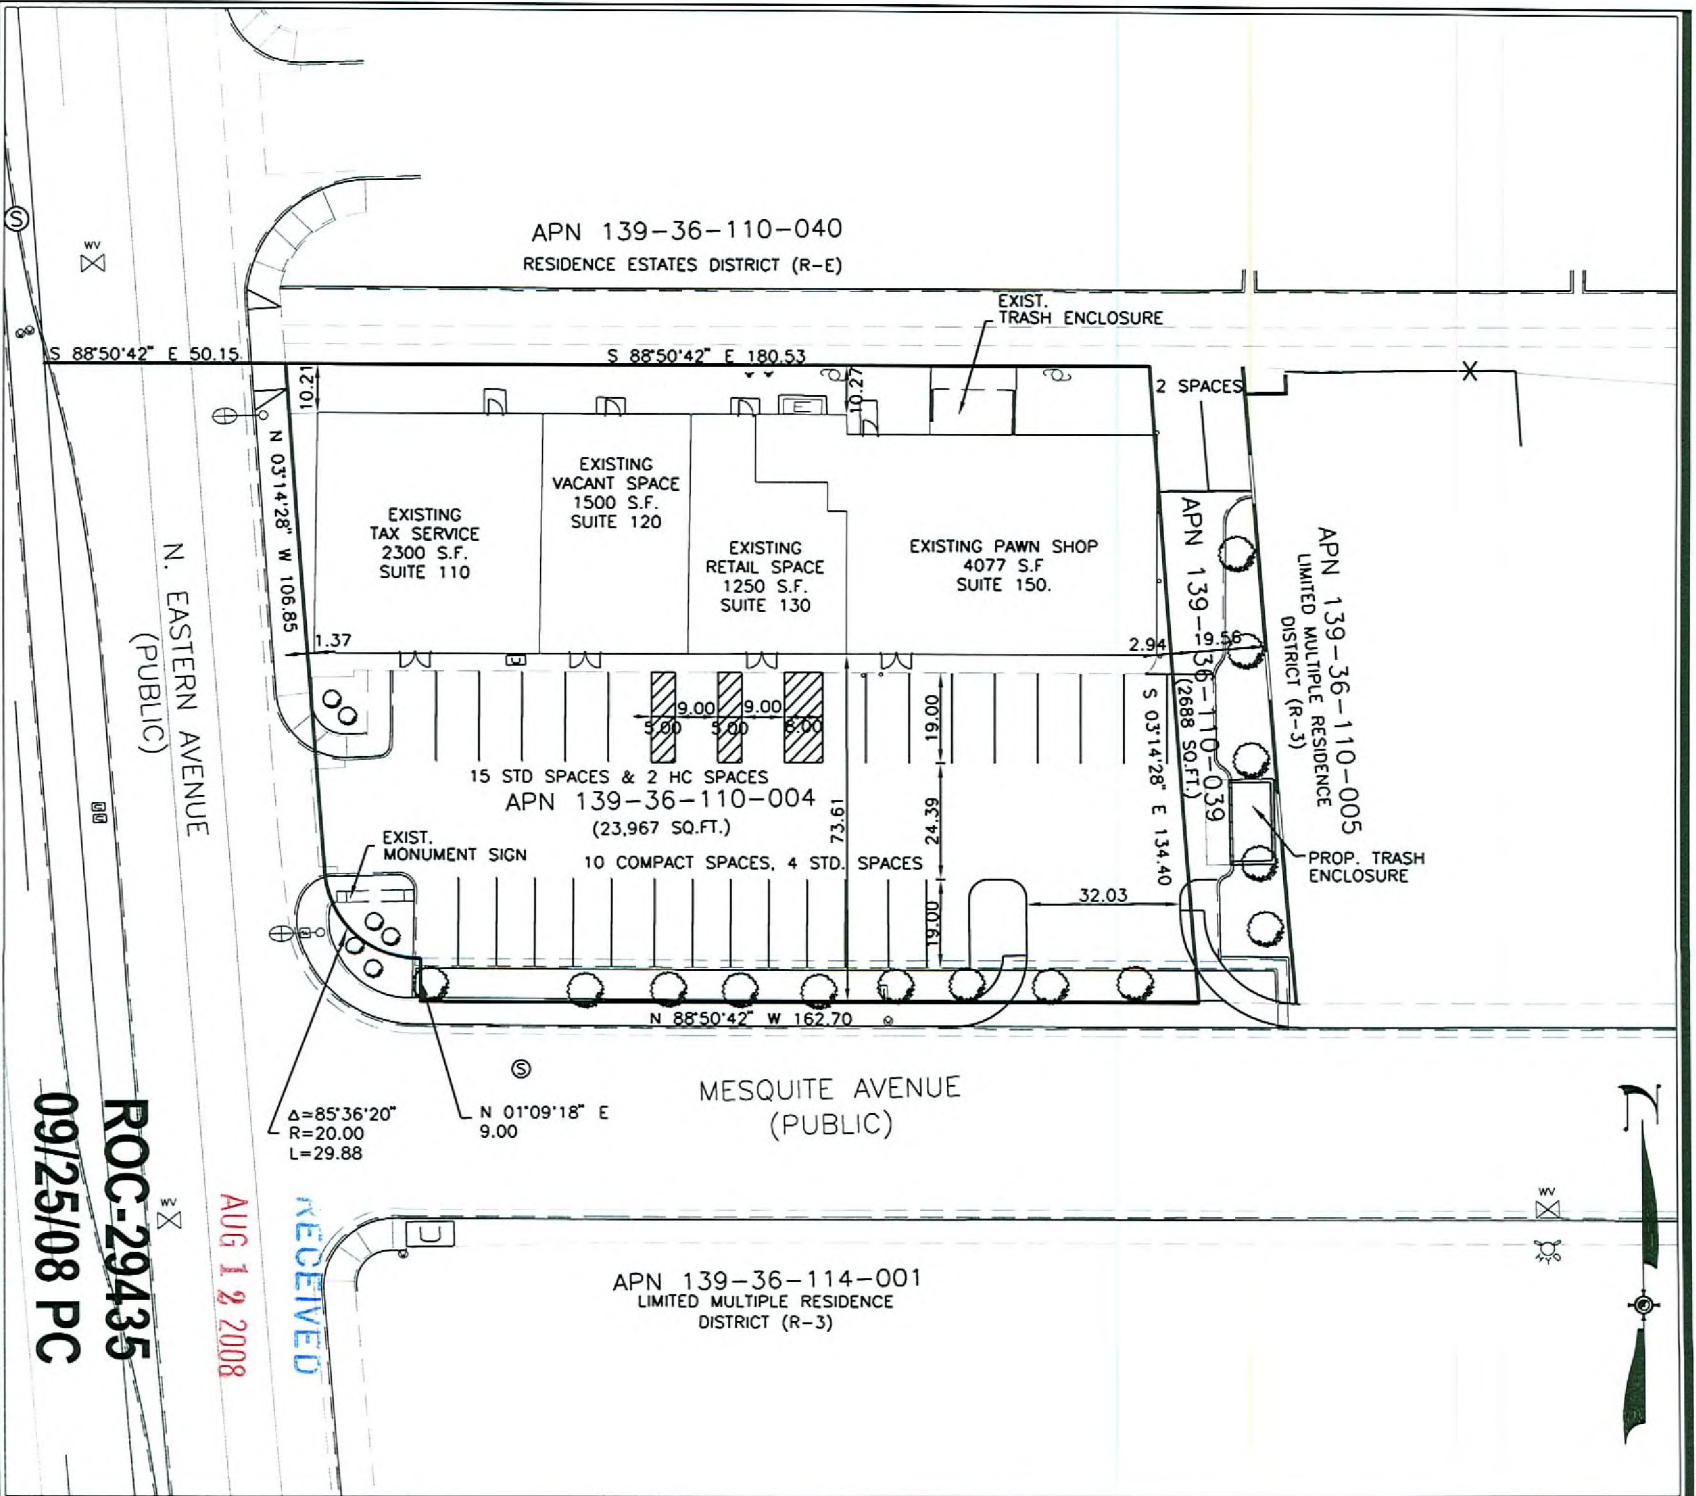 APN 139-36-110-040
RESIDENCE ESTATES DISTRICT (R-E)
WV
S
EXIST.
TRASH ENCLOSURE
S 88°50'42" E 50.15
S 88°50'42" E 180.53
2 SPACES
10.21
10.27
E
N 03°14'28" W 106.85
EXISTING
TAX SERVICE
2300 S.F.
SUITE 110
EXISTING
VACANT SPACE
1500 S.F.
SUITE 120
EXISTING
RETAIL SPACE
1250 S.F.
SUITE 130
EXISTING PAWN SHOP
4077 S.F
SUITE 150.
APN 139-36-110-039
(2688 SQ.FT.)
APN 139-36-110-005
LIMITED MULTIPLE RESIDENCE
DISTRICT (R-3)
N. EASTERN AVENUE
(PUBLIC)
1.37
2.94
19.56
9.00
9.00
5.00
5.00
8.00
19.00
S 03°14'28" E 134.40
15 STD SPACES & 2 HC SPACES
APN 139-36-110-004
(23,967 SQ.FT.)
73.61
24.39
EXIST.
MONUMENT SIGN
10 COMPACT SPACES, 4 STD. SPACES
PROP. TRASH
ENCLOSURE
32.03
19.00
N 88°50'42" W 162.70
S
MESQUITE AVENUE
(PUBLIC)
Δ=85°36'20"
R=20.00
L=29.88
N 01°09'18" E
9.00
WV
WV
APN 139-36-114-001
LIMITED MULTIPLE RESIDENCE
DISTRICT (R-3)
RECEIVED
AUG 12 2008
ROC-29435
09/25/08 PC